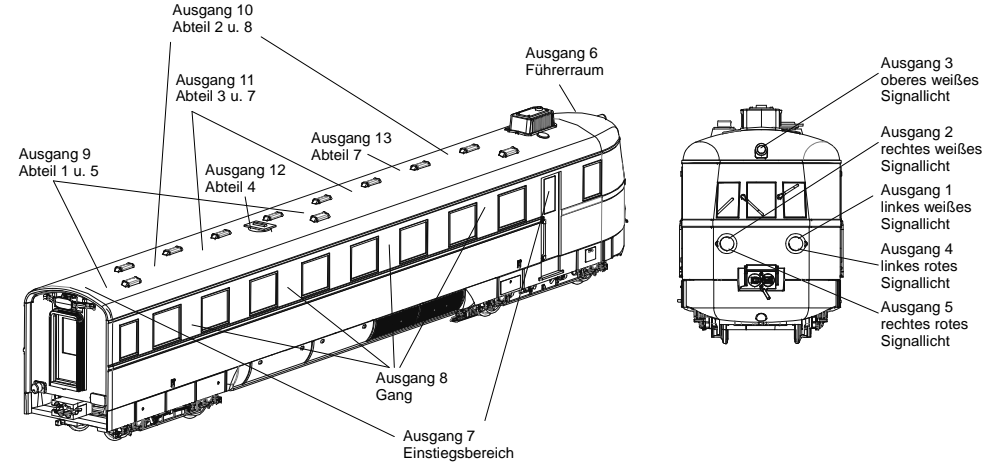 Ausgang 10
Abteil 2 u. 8
Ausgang 11
Abteil 3 u. 7
Ausgang 13
Abteil 7
Ausgang 6
Führerraum
Ausgang 9
Abteil 1 u. 5
Ausgang 12
Abteil 4
Ausgang 8
Gang
Ausgang 7
Einstiegsbereich
Ausgang 3
oberes weißes
Signallicht
Ausgang 2
rechtes weißes
Signallicht
Ausgang 1
linkes weißes
Signallicht
Ausgang 4
linkes rotes
Signallicht
Ausgang 5
rechtes rotes
Signallicht